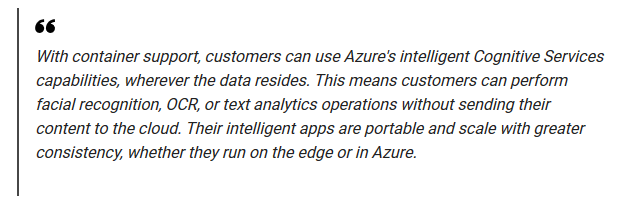 ❝
With container support, customers can use Azure's intelligent Cognitive Services
capabilities, wherever the data resides. This means customers can perform
facial recognition, OCR, or text analytics operations without sending their
content to the cloud. Their intelligent apps are portable and scale with greater
consistency, whether they run on the edge or in Azure.